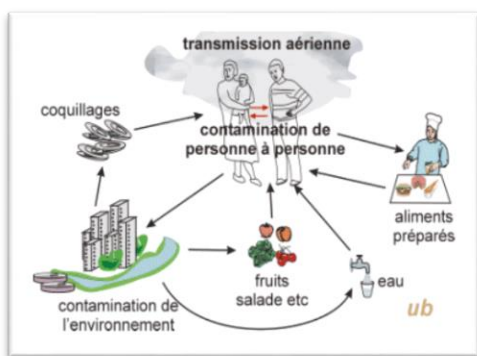 transmission aérienne
coquillages
contamination de
personne à personne
aliments
préparés
fruits
salade etc
eau
contamination de
l'environnement
ub